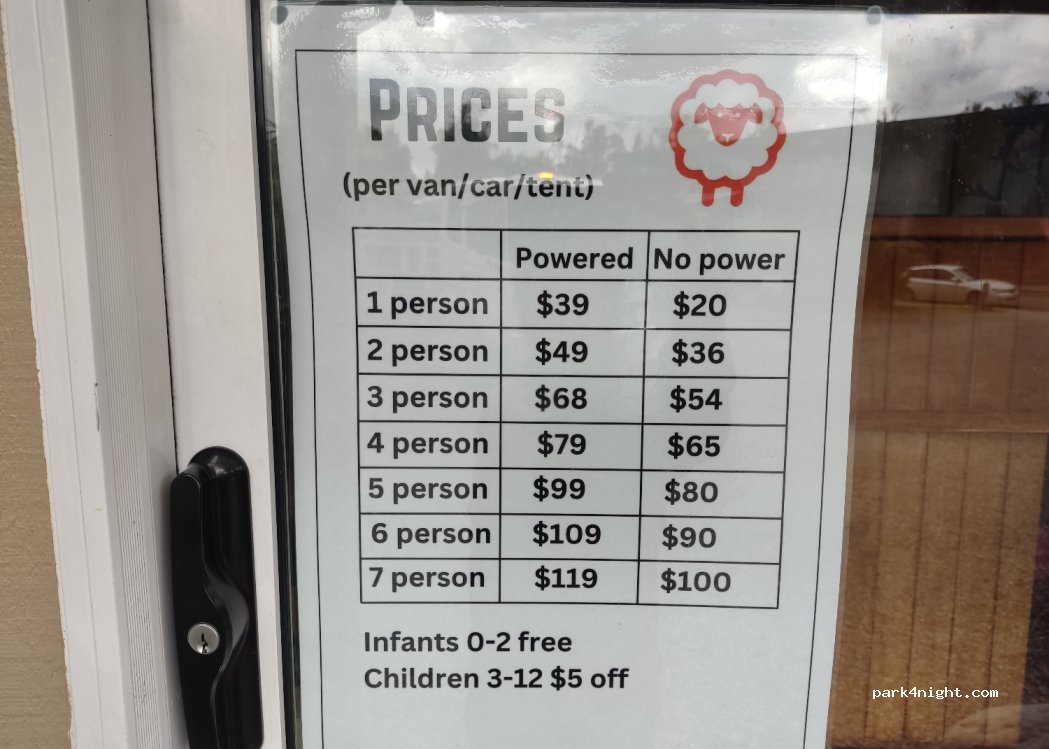 PRICES
(per van/car/tent)
Powered No power
1 person $39 $20
2 person $49 $36
3 person $68 $54
4 person $79 $65
5 person $99 $80
6 person $109 $90
7 person $119 $100
Infants 0-2 free
Children 3-12 $5 off
park4night.com